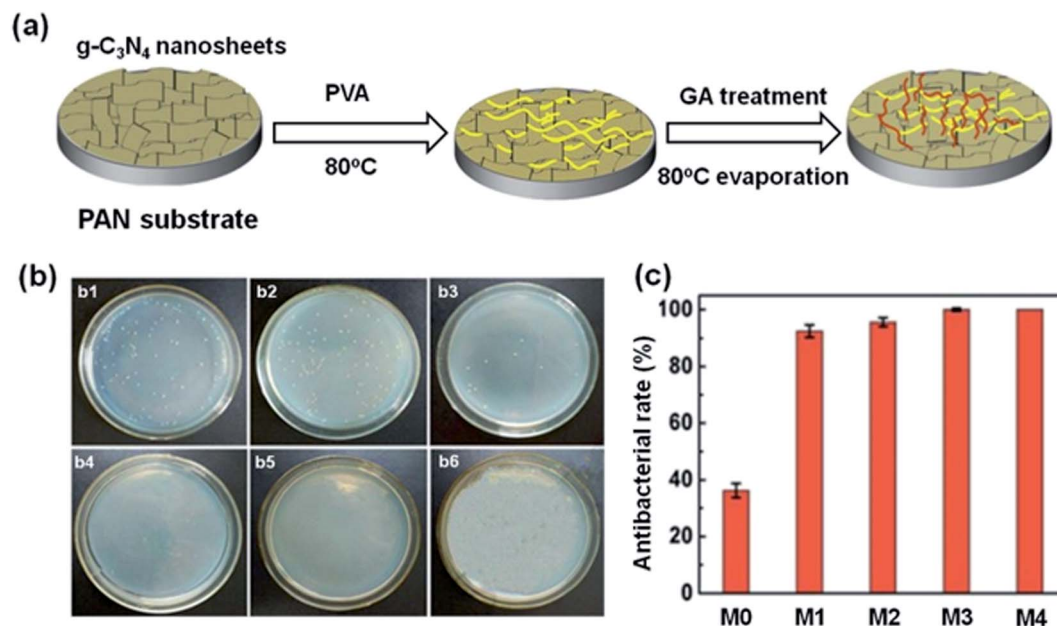 (a)
g-C₃N₄ nanosheets
PVA
80°C
GA treatment
80°C evaporation
PAN substrate
(b)
b1
b2
b3
b4
b5
b6
(c)
Antibacterial rate (%)
100
80
60
40
20
0
M0
M1
M2
M3
M4